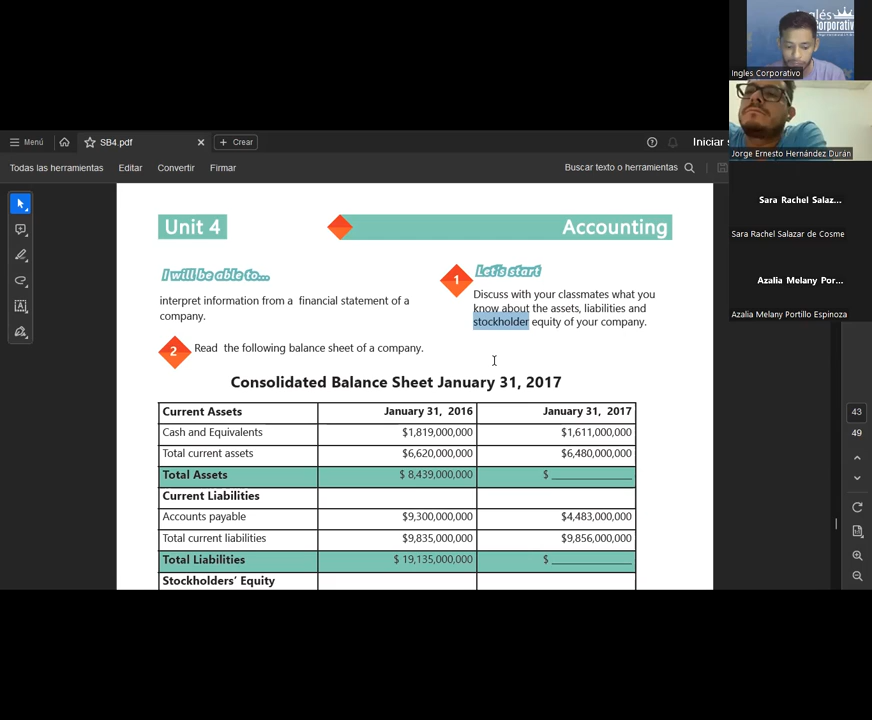 Inglés
Corporativo
Ingles Corporativo
Jorge Ernesto Hernández Durán
Sara Rachel Salaz...
Sara Rachel Salazar de Cosme
Azalia Melany Por...
Azalia Melany Portillo Espinoza
Menú
SB4.pdf
Crear
Iniciar s
Todas las herramientas
Editar
Convertir
Firmar
Buscar texto o herramientas
Unit 4
Accounting
I will be able to...
interpret information from a financial statement of a
company.
1
Let's start
Discuss with your classmates what you
know about the assets, liabilities and
stockholder equity of your company.
2
Read the following balance sheet of a company.
Consolidated Balance Sheet January 31, 2017
Current Assets January 31, 2016 January 31, 2017
Cash and Equivalents $1,819,000,000 $1,611,000,000
Total current assets $6,620,000,000 $6,480,000,000
Total Assets $ 8,439,000,000 $ ______________
Current Liabilities
Accounts payable $9,300,000,000 $4,483,000,000
Total current liabilities $9,835,000,000 $9,856,000,000
Total Liabilities $ 19,135,000,000 $ ______________
Stockholders' Equity
43
49